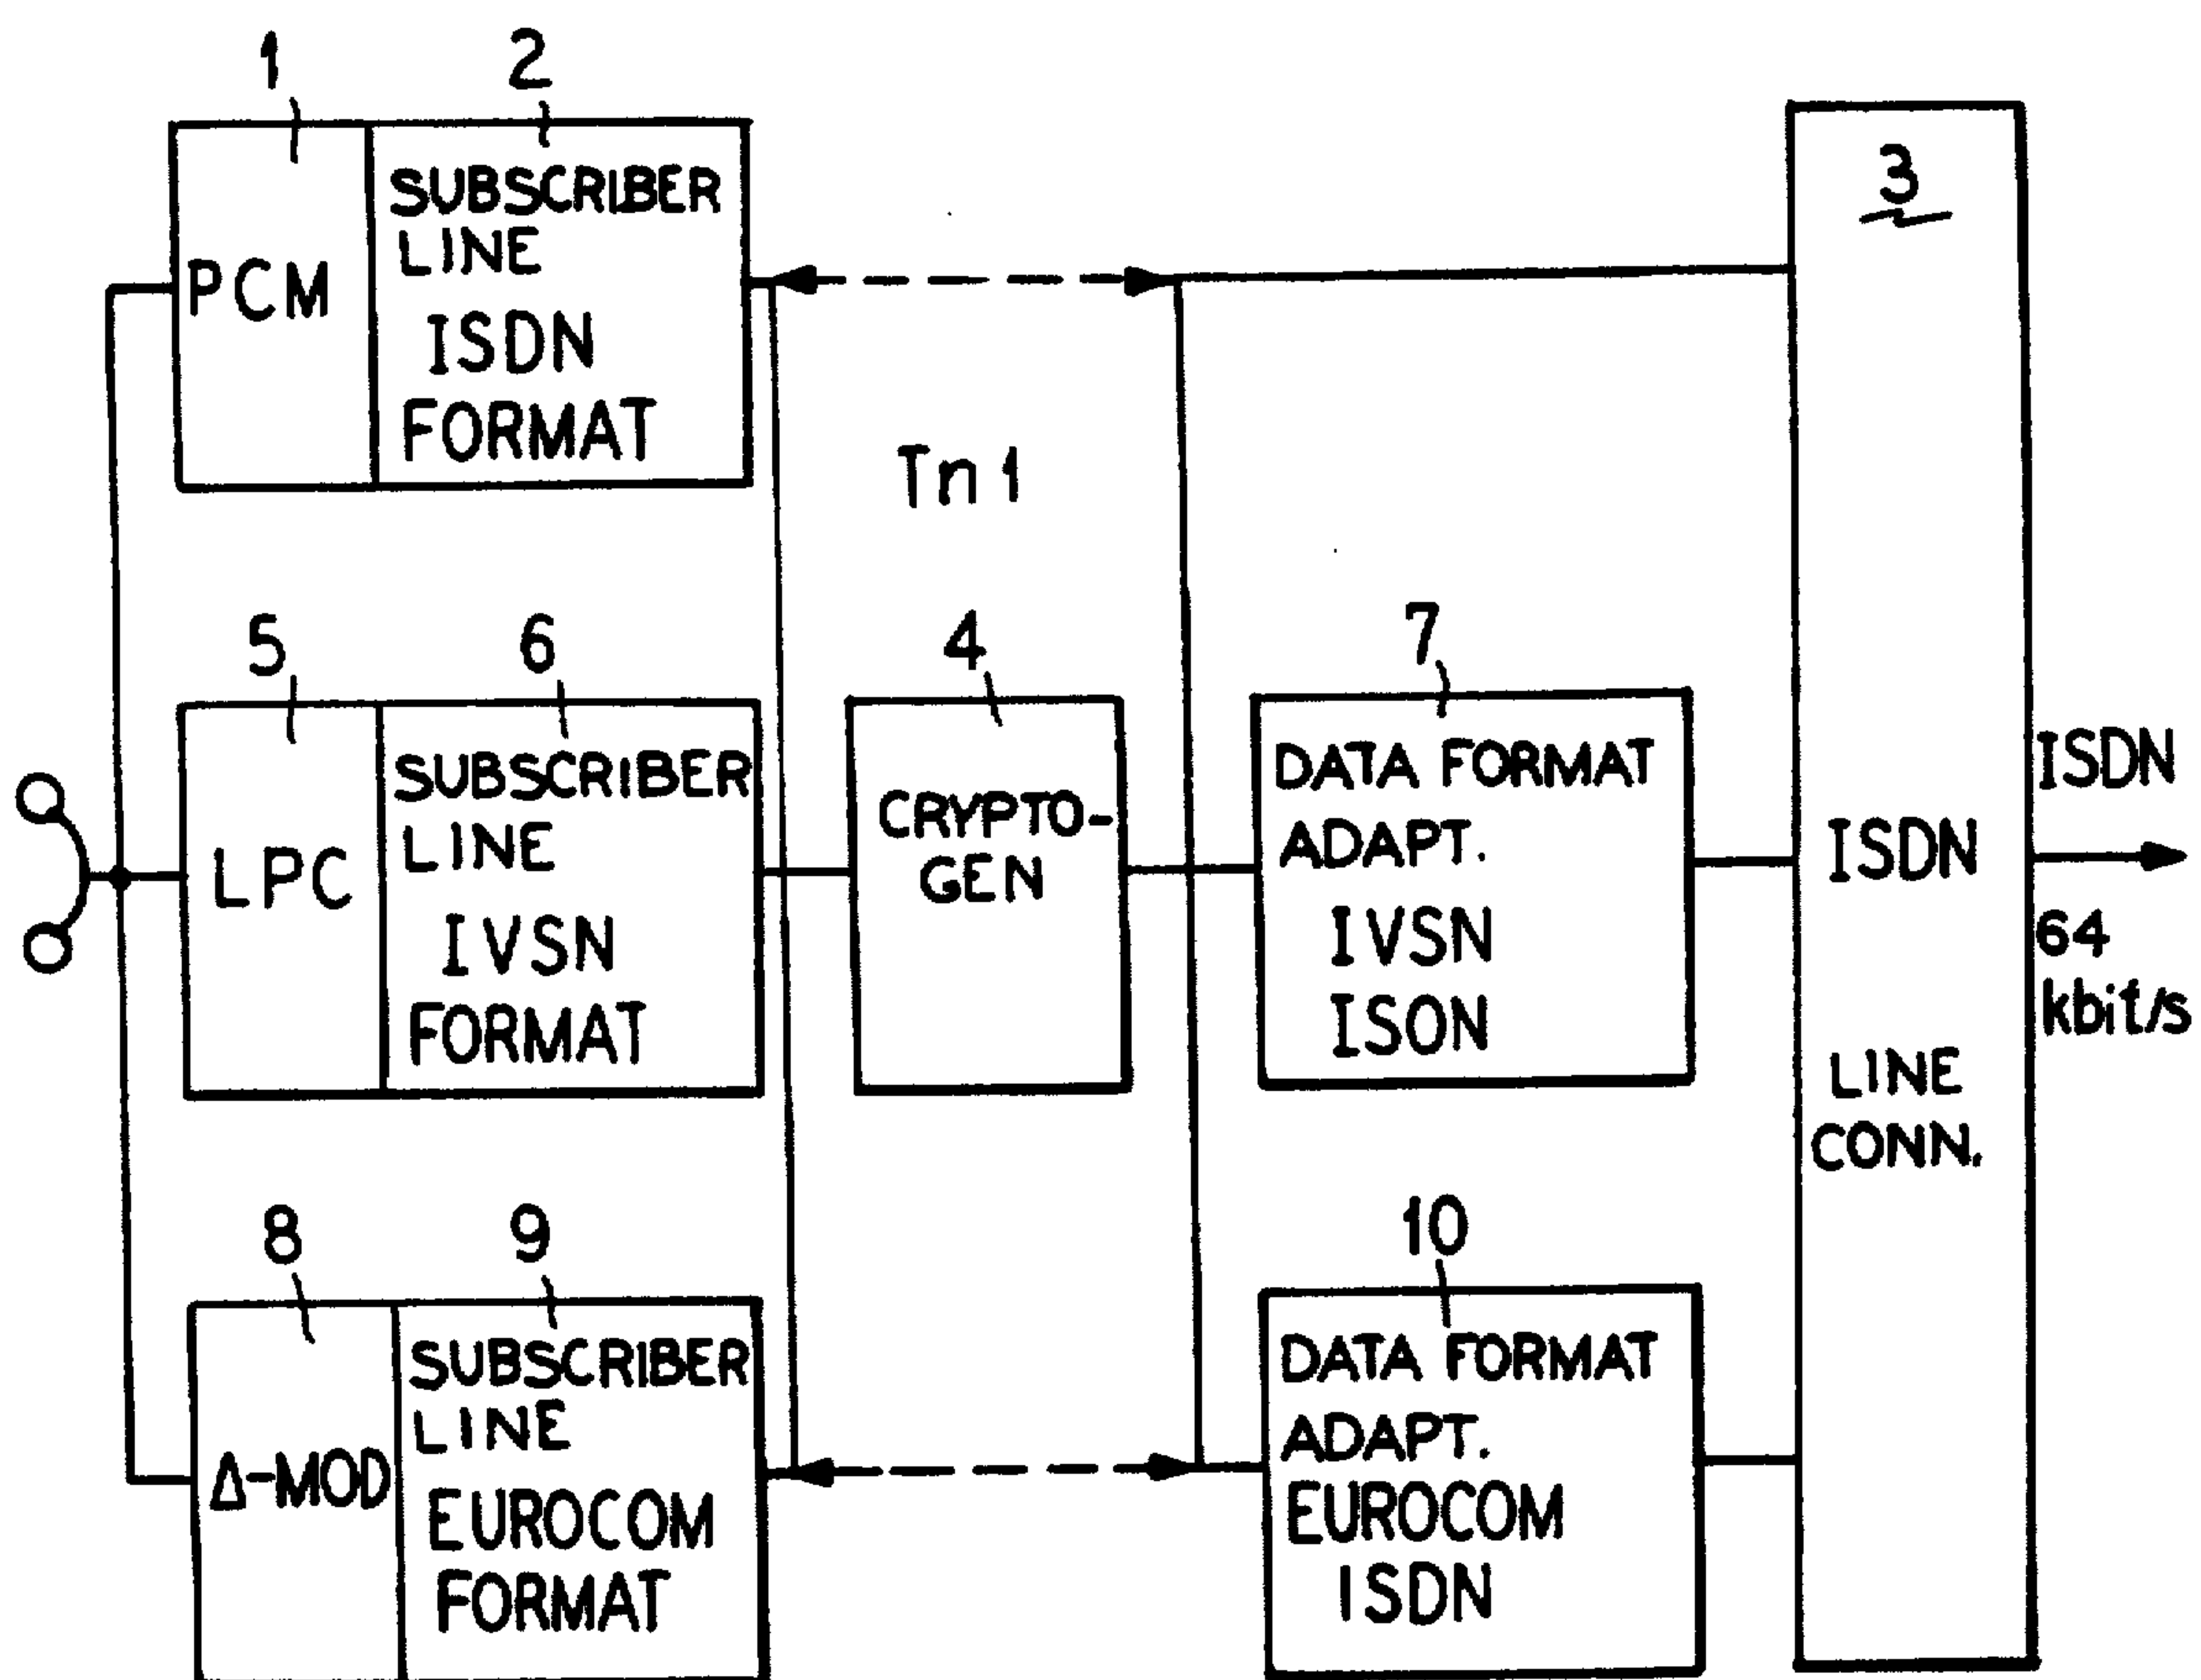 1
2
PCM
SUBSCRIBER
LINE
ISDN
FORMAT
3
Tn 1
5
6
4
7
LPC
SUBSCRIBER
LINE
IVSN
FORMAT
CRYPTO-
GEN
DATA FORMAT
ADAPT.
IVSN
ISON
ISDN
LINE
CONN.
ISDN
64
kbit/s
8
9
10
Δ-MOD
SUBSCRIBER
LINE
EUROCOM
FORMAT
DATA FORMAT
ADAPT.
EUROCOM
ISDN